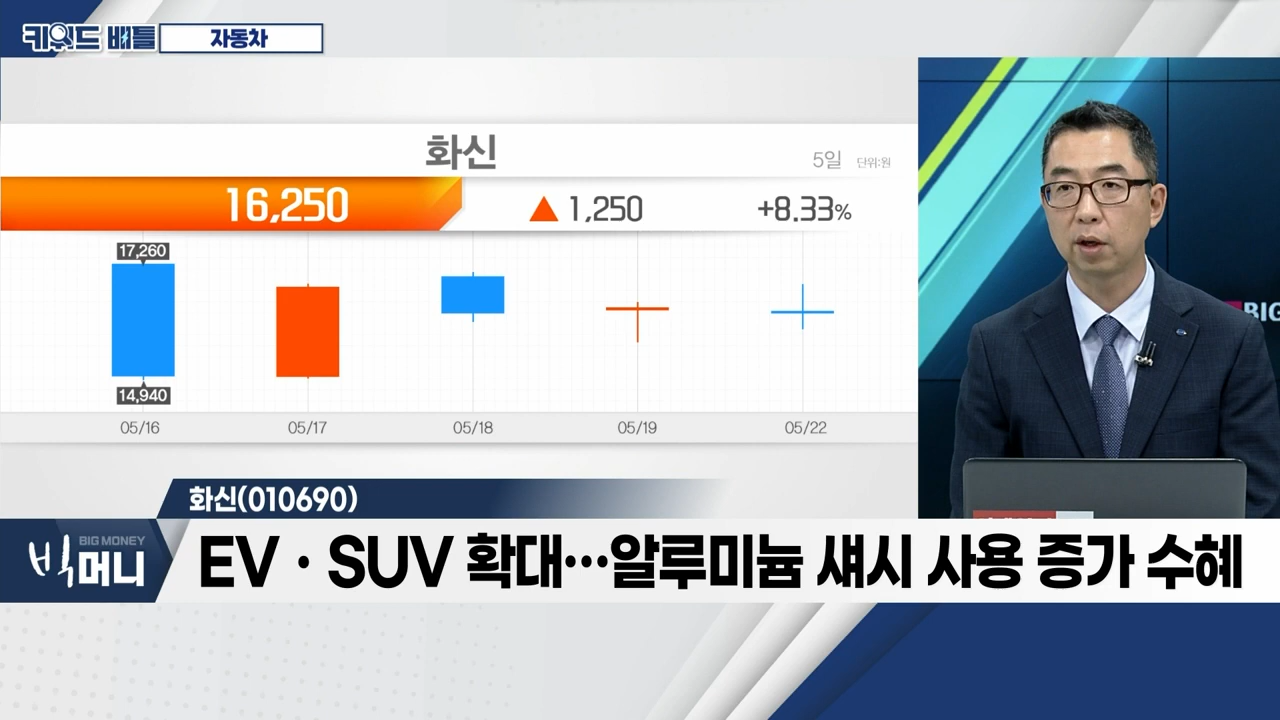 키워드 배틀
자동차
화신
5일 단위:원
16,250
▲ 1,250
+8.33%
17,260
14,940
05/16
05/17
05/18
05/19
05/22
BIG
화신(010690)
BIG MONEY
빅머니
EV·SUV 확대…알루미늄 섀시 사용 증가 수혜